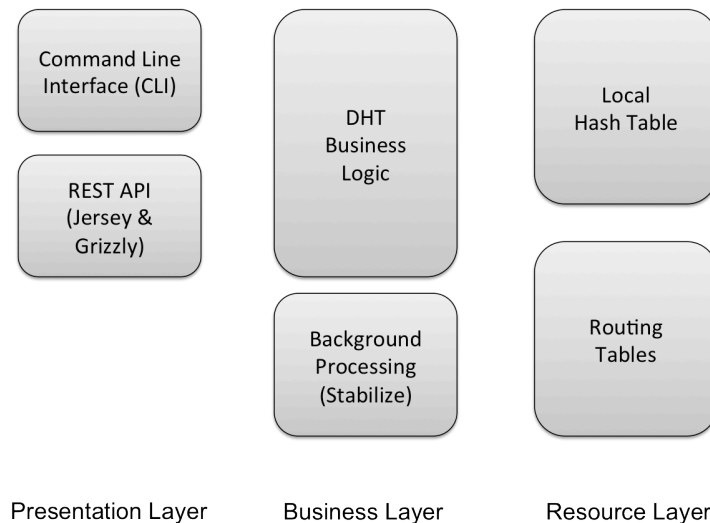 Command Line
Interface (CLI)
REST API
(Jersey &
Grizzly)
DHT
Business
Logic
Background
Processing
(Stabilize)
Local
Hash Table
Routing
Tables
Presentation Layer
Business Layer
Resource Layer